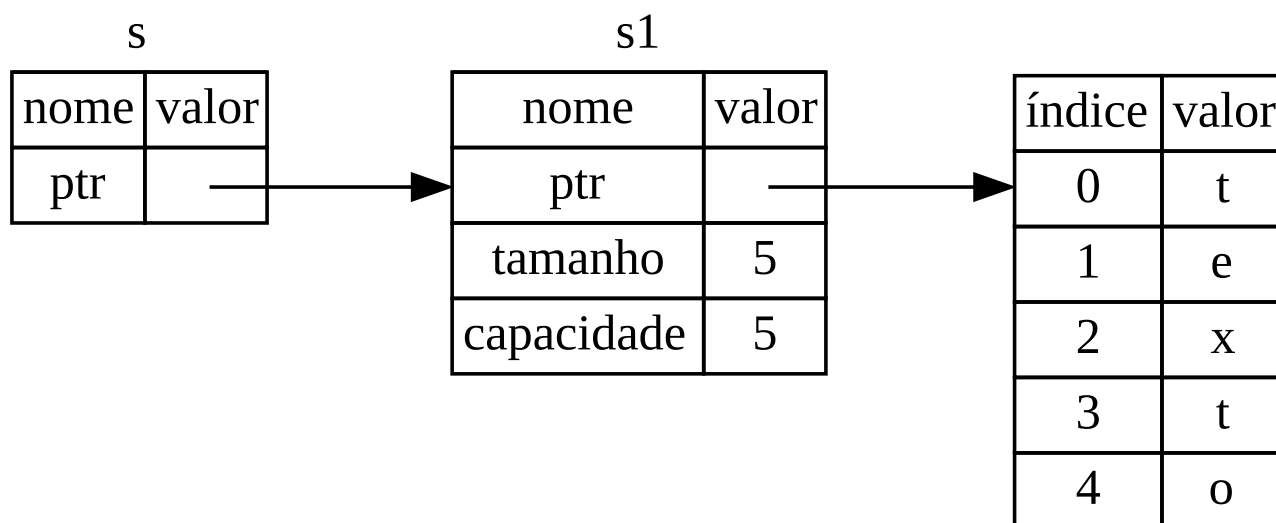 s
nome valor
ptr
s1
nome valor
ptr
tamanho 5
capacidade 5
índice valor
0 t
1 e
2 x
3 t
4 o